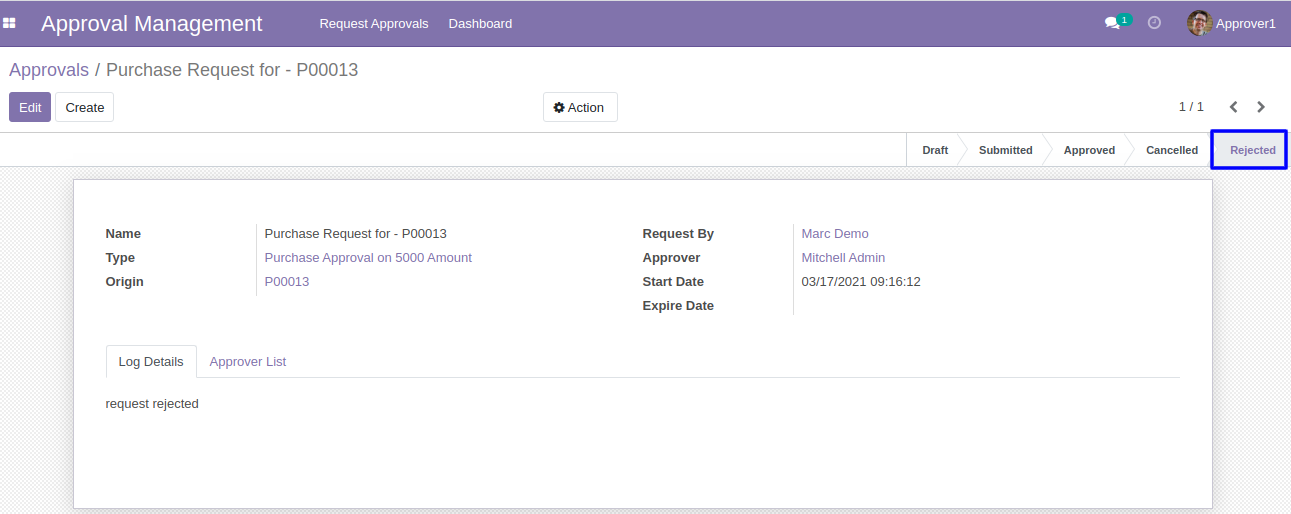 Approval Management Request Approvals Dashboard 1 Approver1
Approvals / Purchase Request for - P00013
Edit Create Action 1 / 1
Draft Submitted Approved Cancelled Rejected
Name Purchase Request for - P00013 Request By Marc Demo
Type Purchase Approval on 5000 Amount Approver Mitchell Admin
Origin P00013 Start Date 03/17/2021 09:16:12
Expire Date
Log Details Approver List
request rejected